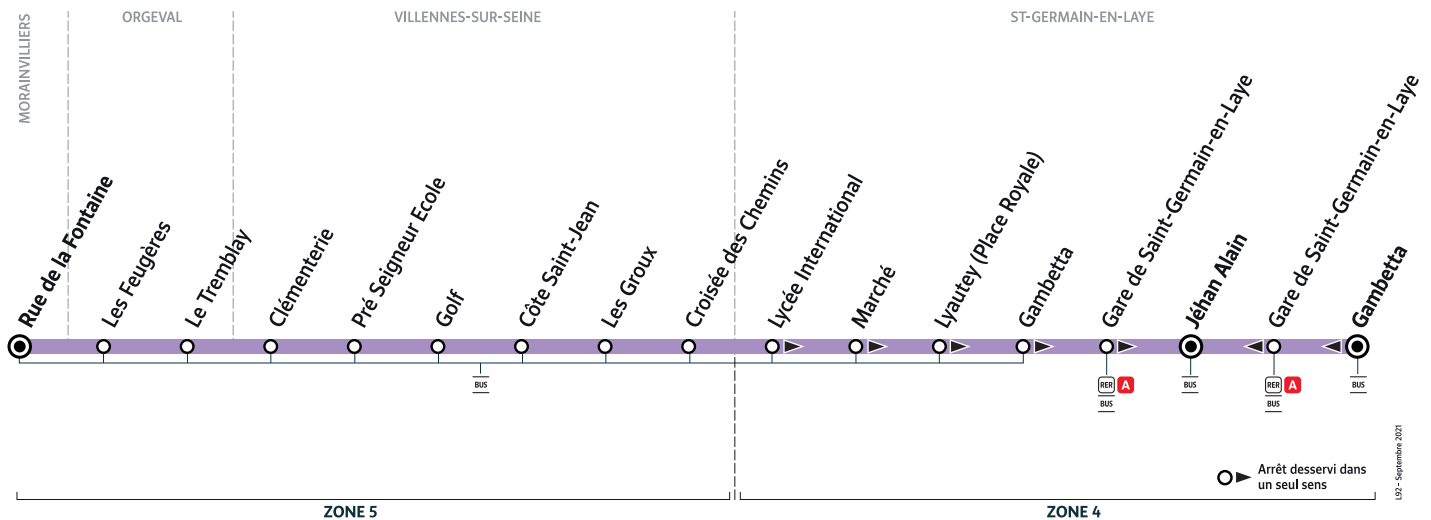 MORAINVILLIERS
ORGEVAL
VILLENNES-SUR-SEINE
ST-GERMAIN-EN-LAYE
Rue de la Fontaine
Les Feugères
Le Tremblay
Clémenterie
Pré Seigneur Ecole
Golf
Côte Saint-Jean
Les Groux
Croisée des Chemins
Lycée International
Marché
Lyautey (Place Royale)
Gambetta
Gare de Saint-Germain-en-Laye
Jéhan Alain
Gare de Saint-Germain-en-Laye
Gambetta
BUS
RER A
BUS
BUS
RER A
BUS
BUS
Arrêt desservi dans
un seul sens
L92 - Septembre 2021
ZONE 5
ZONE 4